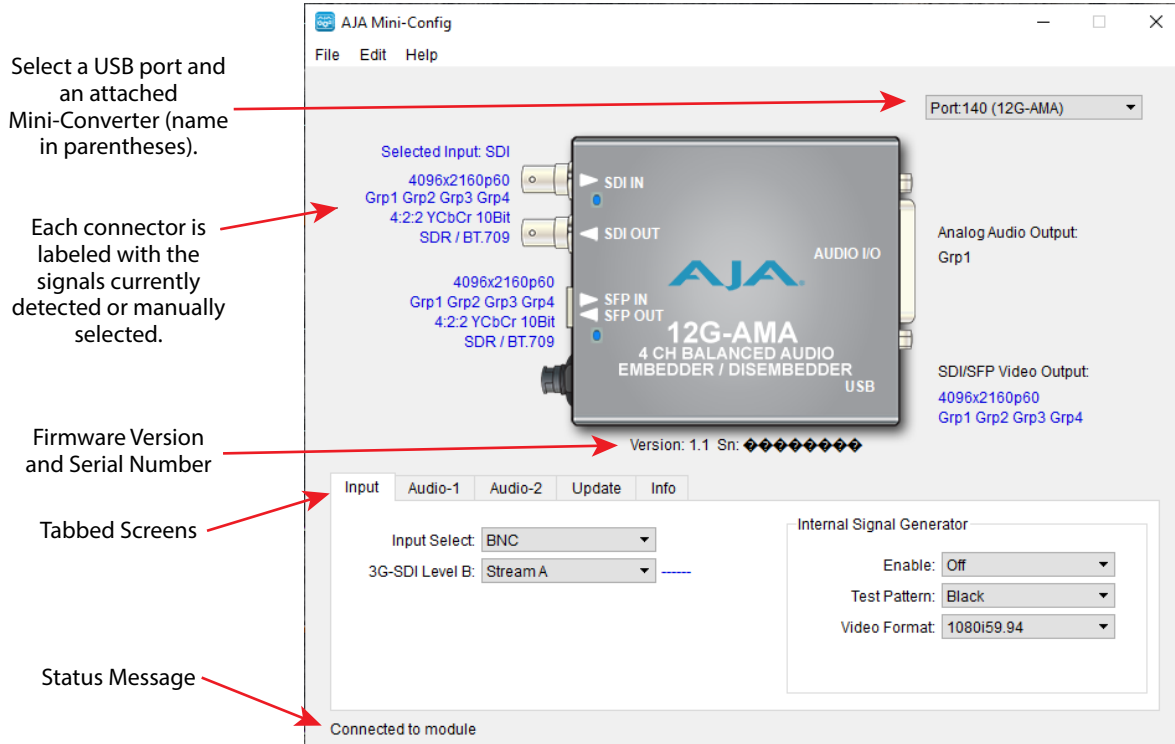 AJA Mini-Config
File Edit Help
Select a USB port and
an attached
Mini-Converter (name
in parentheses).
Port:140 (12G-AMA)
Selected Input: SDI
4096x2160p60
Grp1 Grp2 Grp3 Grp4
4:2:2 YCbCr 10Bit
SDR / BT.709
SDI IN
SDI OUT
Each connector is
labeled with the
signals currently
detected or manually
selected.
AUDIO I/O
Analog Audio Output:
Grp1
4096x2160p60
Grp1 Grp2 Grp3 Grp4
4:2:2 YCbCr 10Bit
SDR / BT.709
AJA
SFP IN
SFP OUT
12G-AMA
4 CH BALANCED AUDIO
EMBEDDER / DISEMBEDDER
USB
SDI/SFP Video Output:
4096x2160p60
Grp1 Grp2 Grp3 Grp4
Firmware Version
and Serial Number
Version: 1.1 Sn: ��������
Tabbed Screens
Input Audio-1 Audio-2 Update Info
Input Select: BNC
3G-SDI Level B: Stream A ------
Internal Signal Generator
Enable: Off
Test Pattern: Black
Video Format: 1080i59.94
Status Message
Connected to module